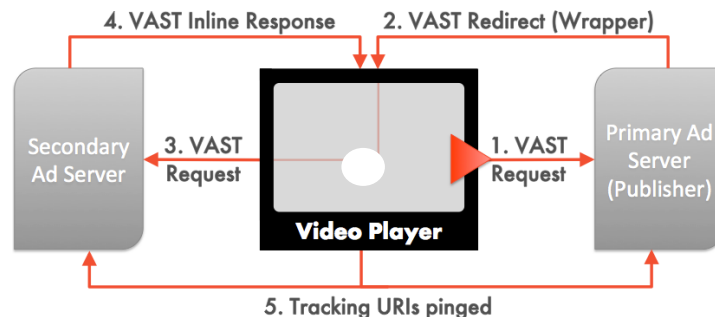 4. VAST Inline Response
2. VAST Redirect (Wrapper)
Secondary
Ad Server
3. VAST
Request
1. VAST
Request
Primary Ad
Server
(Publisher)
Video Player
5. Tracking URIs pinged